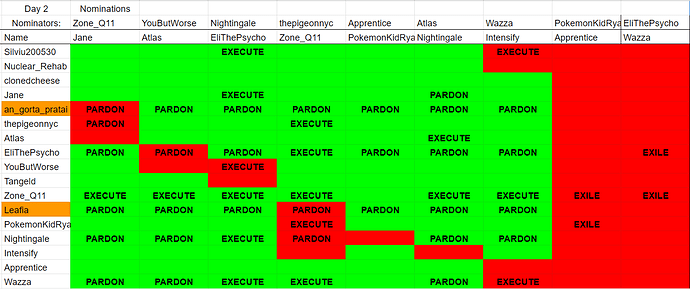 Day 2 Nominations
Nominators: Zone_Q11 YouButWorse Nightingale thepigeonnyc Apprentice Atlas Wazza PokemonKidRya EliThePsycho
Name Jane Atlas EliThePsycho Zone_Q11 PokemonKidRya Nightingale Intensify Apprentice Wazza
Silviu200530 EXECUTE EXECUTE
Nuclear_Rehab
clonedcheese
Jane EXECUTE PARDON
an_gorta_pratai PARDON PARDON PARDON PARDON PARDON PARDON PARDON
thepigeonnyc PARDON EXECUTE
Atlas EXECUTE
EliThePsycho PARDON PARDON PARDON EXECUTE PARDON PARDON PARDON EXILE
YouButWorse EXECUTE
Tangeld
Zone_Q11 EXECUTE EXECUTE EXECUTE EXECUTE EXECUTE EXECUTE EXILE EXILE
Leafia PARDON PARDON PARDON PARDON PARDON PARDON PARDON
PokemonKidRya EXECUTE EXILE
Nightingale PARDON PARDON EXECUTE PARDON PARDON PARDON
Intensify
Apprentice
Wazza PARDON PARDON EXECUTE EXECUTE PARDON EXECUTE